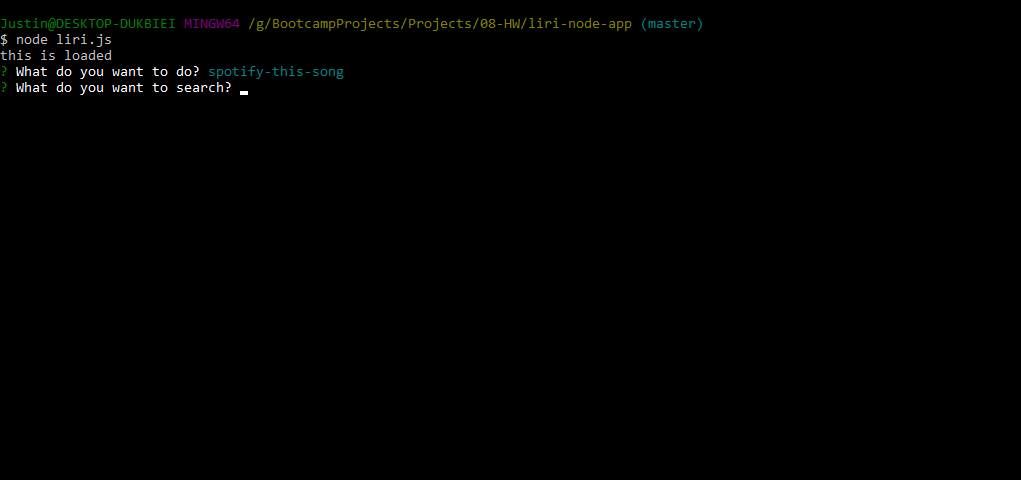 Justin@DESKTOP-DUKBIEI MINGW64 /g/BootcampProjects/Projects/08-HW/liri-node-app (master)
$ node liri.js
this is loaded
? What do you want to do? spotify-this-song
? What do you want to search?